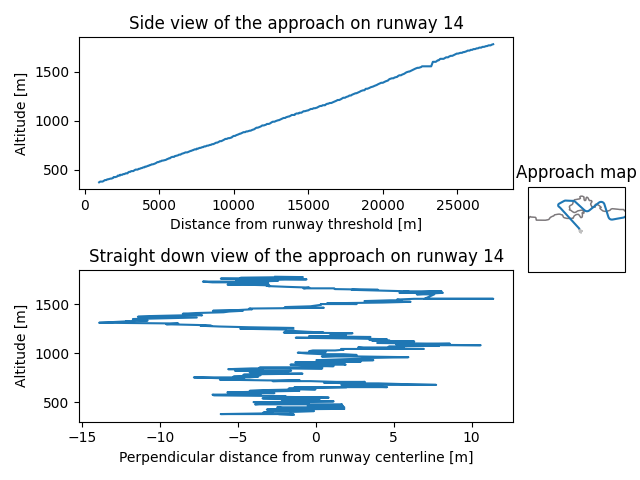 Side view of the approach on runway 14
Altitude [m]
1500
1000
500
0 5000 10000 15000 20000 25000
Distance from runway threshold [m]
Approach map
Straight down view of the approach on runway 14
Altitude [m]
1500
1000
500
−15 −10 −5 0 5 10
Perpendicular distance from runway centerline [m]